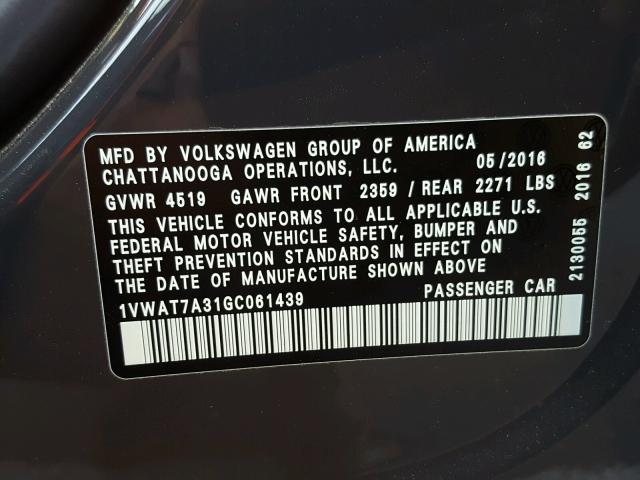 MFD BY VOLKSWAGEN GROUP OF AMERICA
CHATTANOOGA OPERATIONS, LLC. 05/2016
GVWR 4519 GAWR FRONT 2359 / REAR 2271 LBS
THIS VEHICLE CONFORMS TO ALL APPLICABLE U.S.
FEDERAL MOTOR VEHICLE SAFETY, BUMPER AND
THEFT PREVENTION STANDARDS IN EFFECT ON
THE DATE OF MANUFACTURE SHOWN ABOVE
1VWAT7A31GC061439 PASSENGER CAR
2130055 2016 62